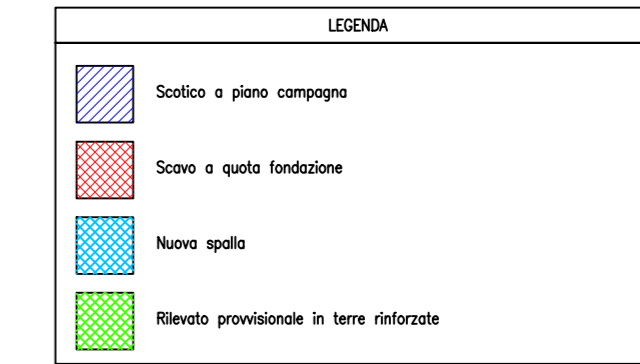 LEGENDA
Scotico a piano campagna
Scavo a quota fondazione
Nuova spalla
Rilevato provvisionale in terre rinforzate